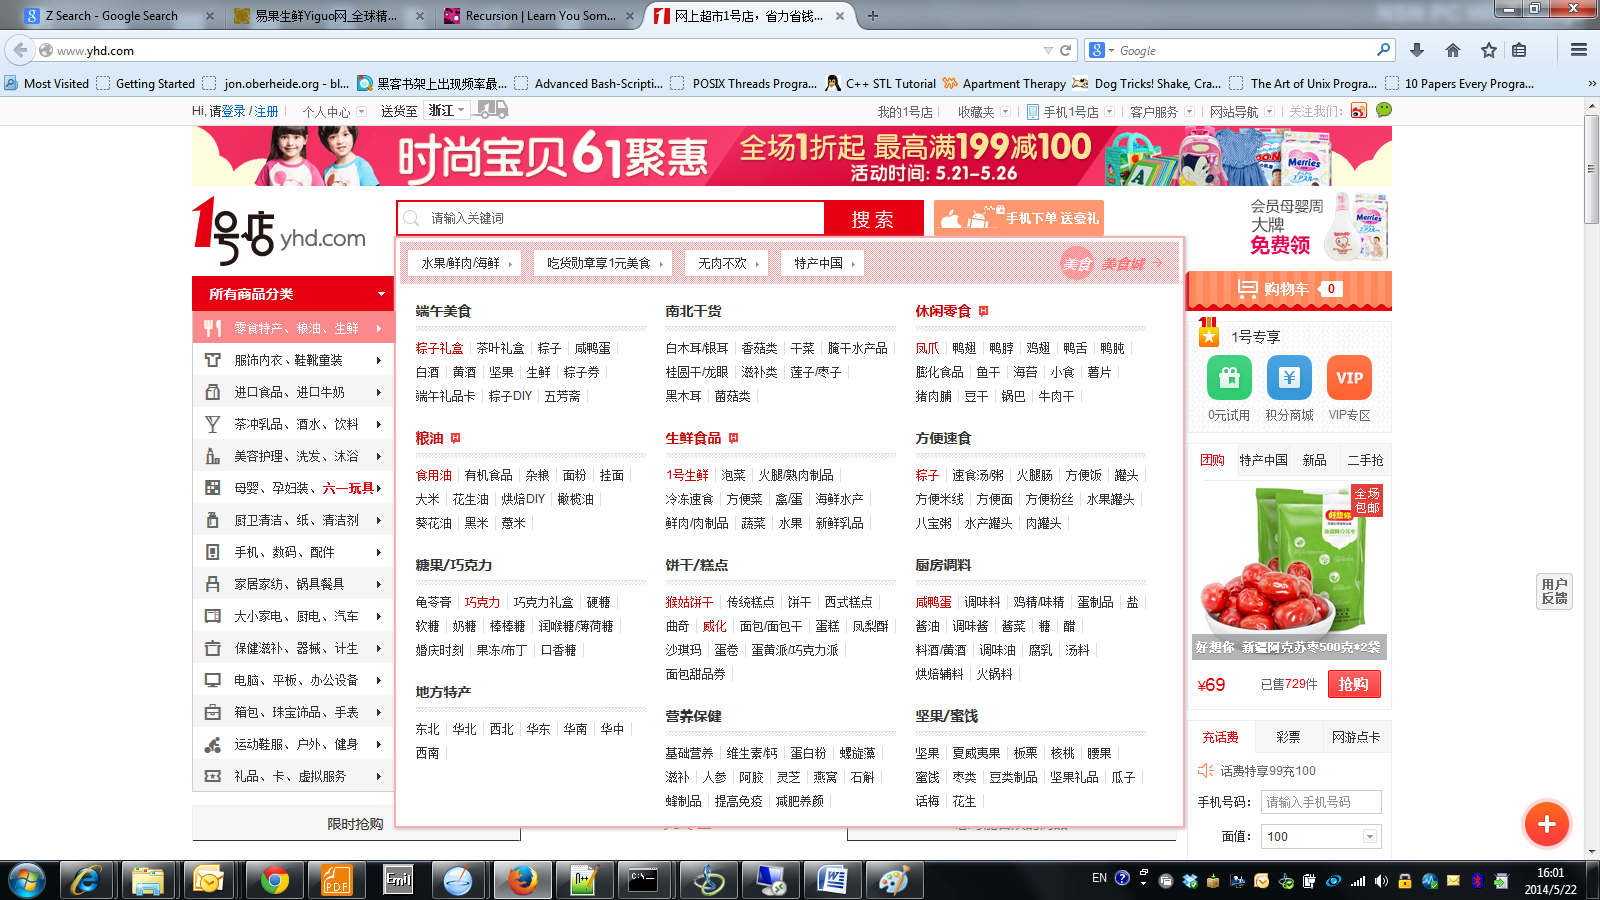 Z Search - Google Search
易果生鲜Yiguo网_全球精...
Recursion | Learn You Som...
网上超市1号店，省力省钱...
www.yhd.com
Google
Most Visited
Getting Started
jon.oberheide.org - bl...
黑客书架上出现频率最...
Advanced Bash-Scripti...
POSIX Threads Progra...
C++ STL Tutorial
Apartment Therapy
Dog Tricks! Shake, Cra...
The Art of Unix Progra...
10 Papers Every Progra...
Hi, 请登录 / 注册 个人中心 送货至 浙江
我的1号店 收藏夹 手机1号店 客户服务 网站导航 关注我们：
时尚宝贝61聚惠 全场1折起 最高满199减100
活动时间：5.21-5.26
Merries
1号店 yhd.com
请输入关键词
搜 索
手机下单 送豪礼
会员母婴周
大牌
免费领
所有商品分类
水果/鲜肉/海鲜 吃货勋章享1元美食 无肉不欢 特产中国 美食 美食城
购物车 0
零食特产、粮油、生鲜
服饰内衣、鞋靴童装
进口食品、进口牛奶
茶冲乳品、酒水、饮料
美容护理、洗发、沐浴
母婴、孕妇装、六一玩具
厨卫清洁、纸、清洁剂
手机、数码、配件
家居家纺、锅具餐具
大小家电、厨电、汽车
保健滋补、器械、计生
电脑、平板、办公设备
箱包、珠宝饰品、手表
运动鞋服、户外、健身
礼品、卡、虚拟服务
限时抢购
端午美食
粽子礼盒 茶叶礼盒 粽子 咸鸭蛋
白酒 黄酒 坚果 生鲜 粽子券
端午礼品卡 粽子DIY 五芳斋
南北干货
白木耳/银耳 香菇类 干菜 腌干水产品
桂圆干/龙眼 滋补类 莲子/枣子
黑木耳 菌菇类
休闲零食
凤爪 鸭翅 鸭脖 鸡翅 鸭舌 鸭肫
膨化食品 鱼干 海苔 小食 薯片
猪肉脯 豆干 锅巴 牛肉干
粮油
食用油 有机食品 杂粮 面粉 挂面
大米 花生油 烘焙DIY 橄榄油
葵花油 黑米 薏米
生鲜食品
1号生鲜 泡菜 火腿/熟肉制品
冷冻速食 方便菜 禽/蛋 海鲜水产
鲜肉/肉制品 蔬菜 水果 新鲜乳品
方便速食
粽子 速食汤/粥 火腿肠 方便饭 罐头
方便米线 方便面 方便粉丝 水果罐头
八宝粥 水产罐头 肉罐头
糖果/巧克力
龟苓膏 巧克力 巧克力礼盒 硬糖
软糖 奶糖 棒棒糖 润喉糖/薄荷糖
婚庆时刻 果冻/布丁 口香糖
饼干/糕点
猴姑饼干 传统糕点 饼干 西式糕点
曲奇 威化 面包/面包干 蛋糕 凤梨酥
沙琪玛 蛋卷 蛋黄派/巧克力派
面包甜品券
厨房调料
咸鸭蛋 调味料 鸡精/味精 蛋制品 盐
酱油 调味酱 酱菜 糖 醋
料酒/黄酒 调味油 腐乳 汤料
烘焙辅料 火锅料
地方特产
东北 华北 西北 华东 华南 华中
西南
营养保健
基础营养 维生素/钙 蛋白粉 螺旋藻
滋补 人参 阿胶 灵芝 燕窝 石斛
蜂制品 提高免疫 减肥养颜
坚果/蜜饯
坚果 夏威夷果 板栗 核桃 腰果
蜜饯 枣类 豆类制品 坚果礼品 瓜子
话梅 花生
1号专享
VIP
0元试用 积分商城 VIP专区
团购 特产中国 新品 二手抢
全场
包邮
好想你
好想你 新疆阿克苏枣500克*2袋
¥69 已售729件 抢购
充话费 彩票 网游点卡
话费特享99充100
手机号码： 请输入手机号码
面值： 100
用户
反馈
PDF
EN
16:01
2014/5/22